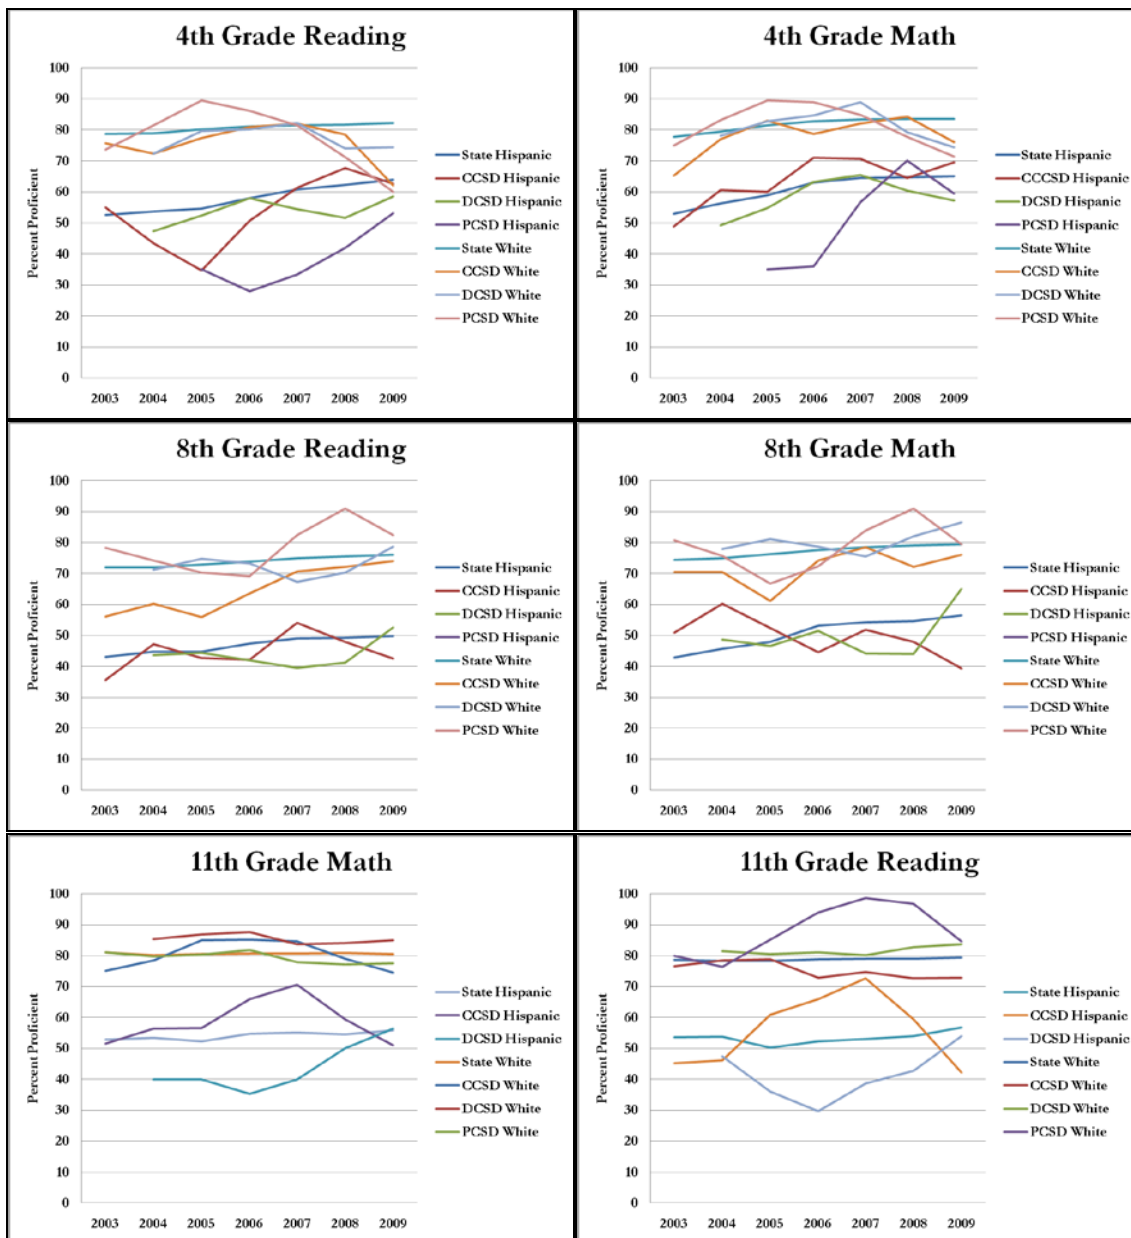 4th Grade Reading
Percent Proficient
100
90
80
70
60
50
40
30
20
10
0
2003 2004 2005 2006 2007 2008 2009
State Hispanic
CCSD Hispanic
DCSD Hispanic
PCSD Hispanic
State White
CCSD White
DCSD White
PCSD White
4th Grade Math
Percent Proficient
100
90
80
70
60
50
40
30
20
10
0
2003 2004 2005 2006 2007 2008 2009
State Hispanic
CCCSD Hispanic
DCSD Hispanic
PCSD Hispanic
State White
CCSD White
DCSD White
PCSD White
8th Grade Reading
Percent Proficient
100
90
80
70
60
50
40
30
20
10
0
2003 2004 2005 2006 2007 2008 2009
State Hispanic
CCSD Hispanic
DCSD Hispanic
PCSD Hispanic
State White
CCSD White
DCSD White
PCSD White
8th Grade Math
Percent Proficient
100
90
80
70
60
50
40
30
20
10
0
2003 2004 2005 2006 2007 2008 2009
State Hispanic
CCSD Hispanic
DCSD Hispanic
PCSD Hispanic
State White
CCSD White
DCSD White
PCSD White
11th Grade Math
Percent Proficient
100
90
80
70
60
50
40
30
20
10
0
2003 2004 2005 2006 2007 2008 2009
State Hispanic
CCSD Hispanic
DCSD Hispanic
State White
CCSD White
DCSD White
PCSD White
11th Grade Reading
Percent Proficient
100
90
80
70
60
50
40
30
20
10
0
2003 2004 2005 2006 2007 2008 2009
State Hispanic
CCSD Hispanic
DCSD Hispanic
State White
CCSD White
DCSD White
PCSD White